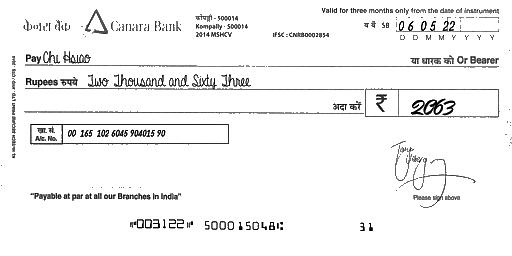 केनरा बैंक Canara Bank
कोंपल्ली - 500014
Kompally - 500014
2014 MSHCV
IFSC : CNRB0002854
Valid for three months only from the date of instrument
SB 06 05 22
D D M M Y Y Y Y
Pay Chi Hsiao या धारक को Or Bearer
Rupees रुपये Two Thousand and Sixty Three
अदा करें ₹ 2063
खा. सं.
A/c. No. 00 165 102 6045 904015 90
Please sign above
"Payable at par at all our Branches in India"
⑈003122⑈ 500015048⑆ 31